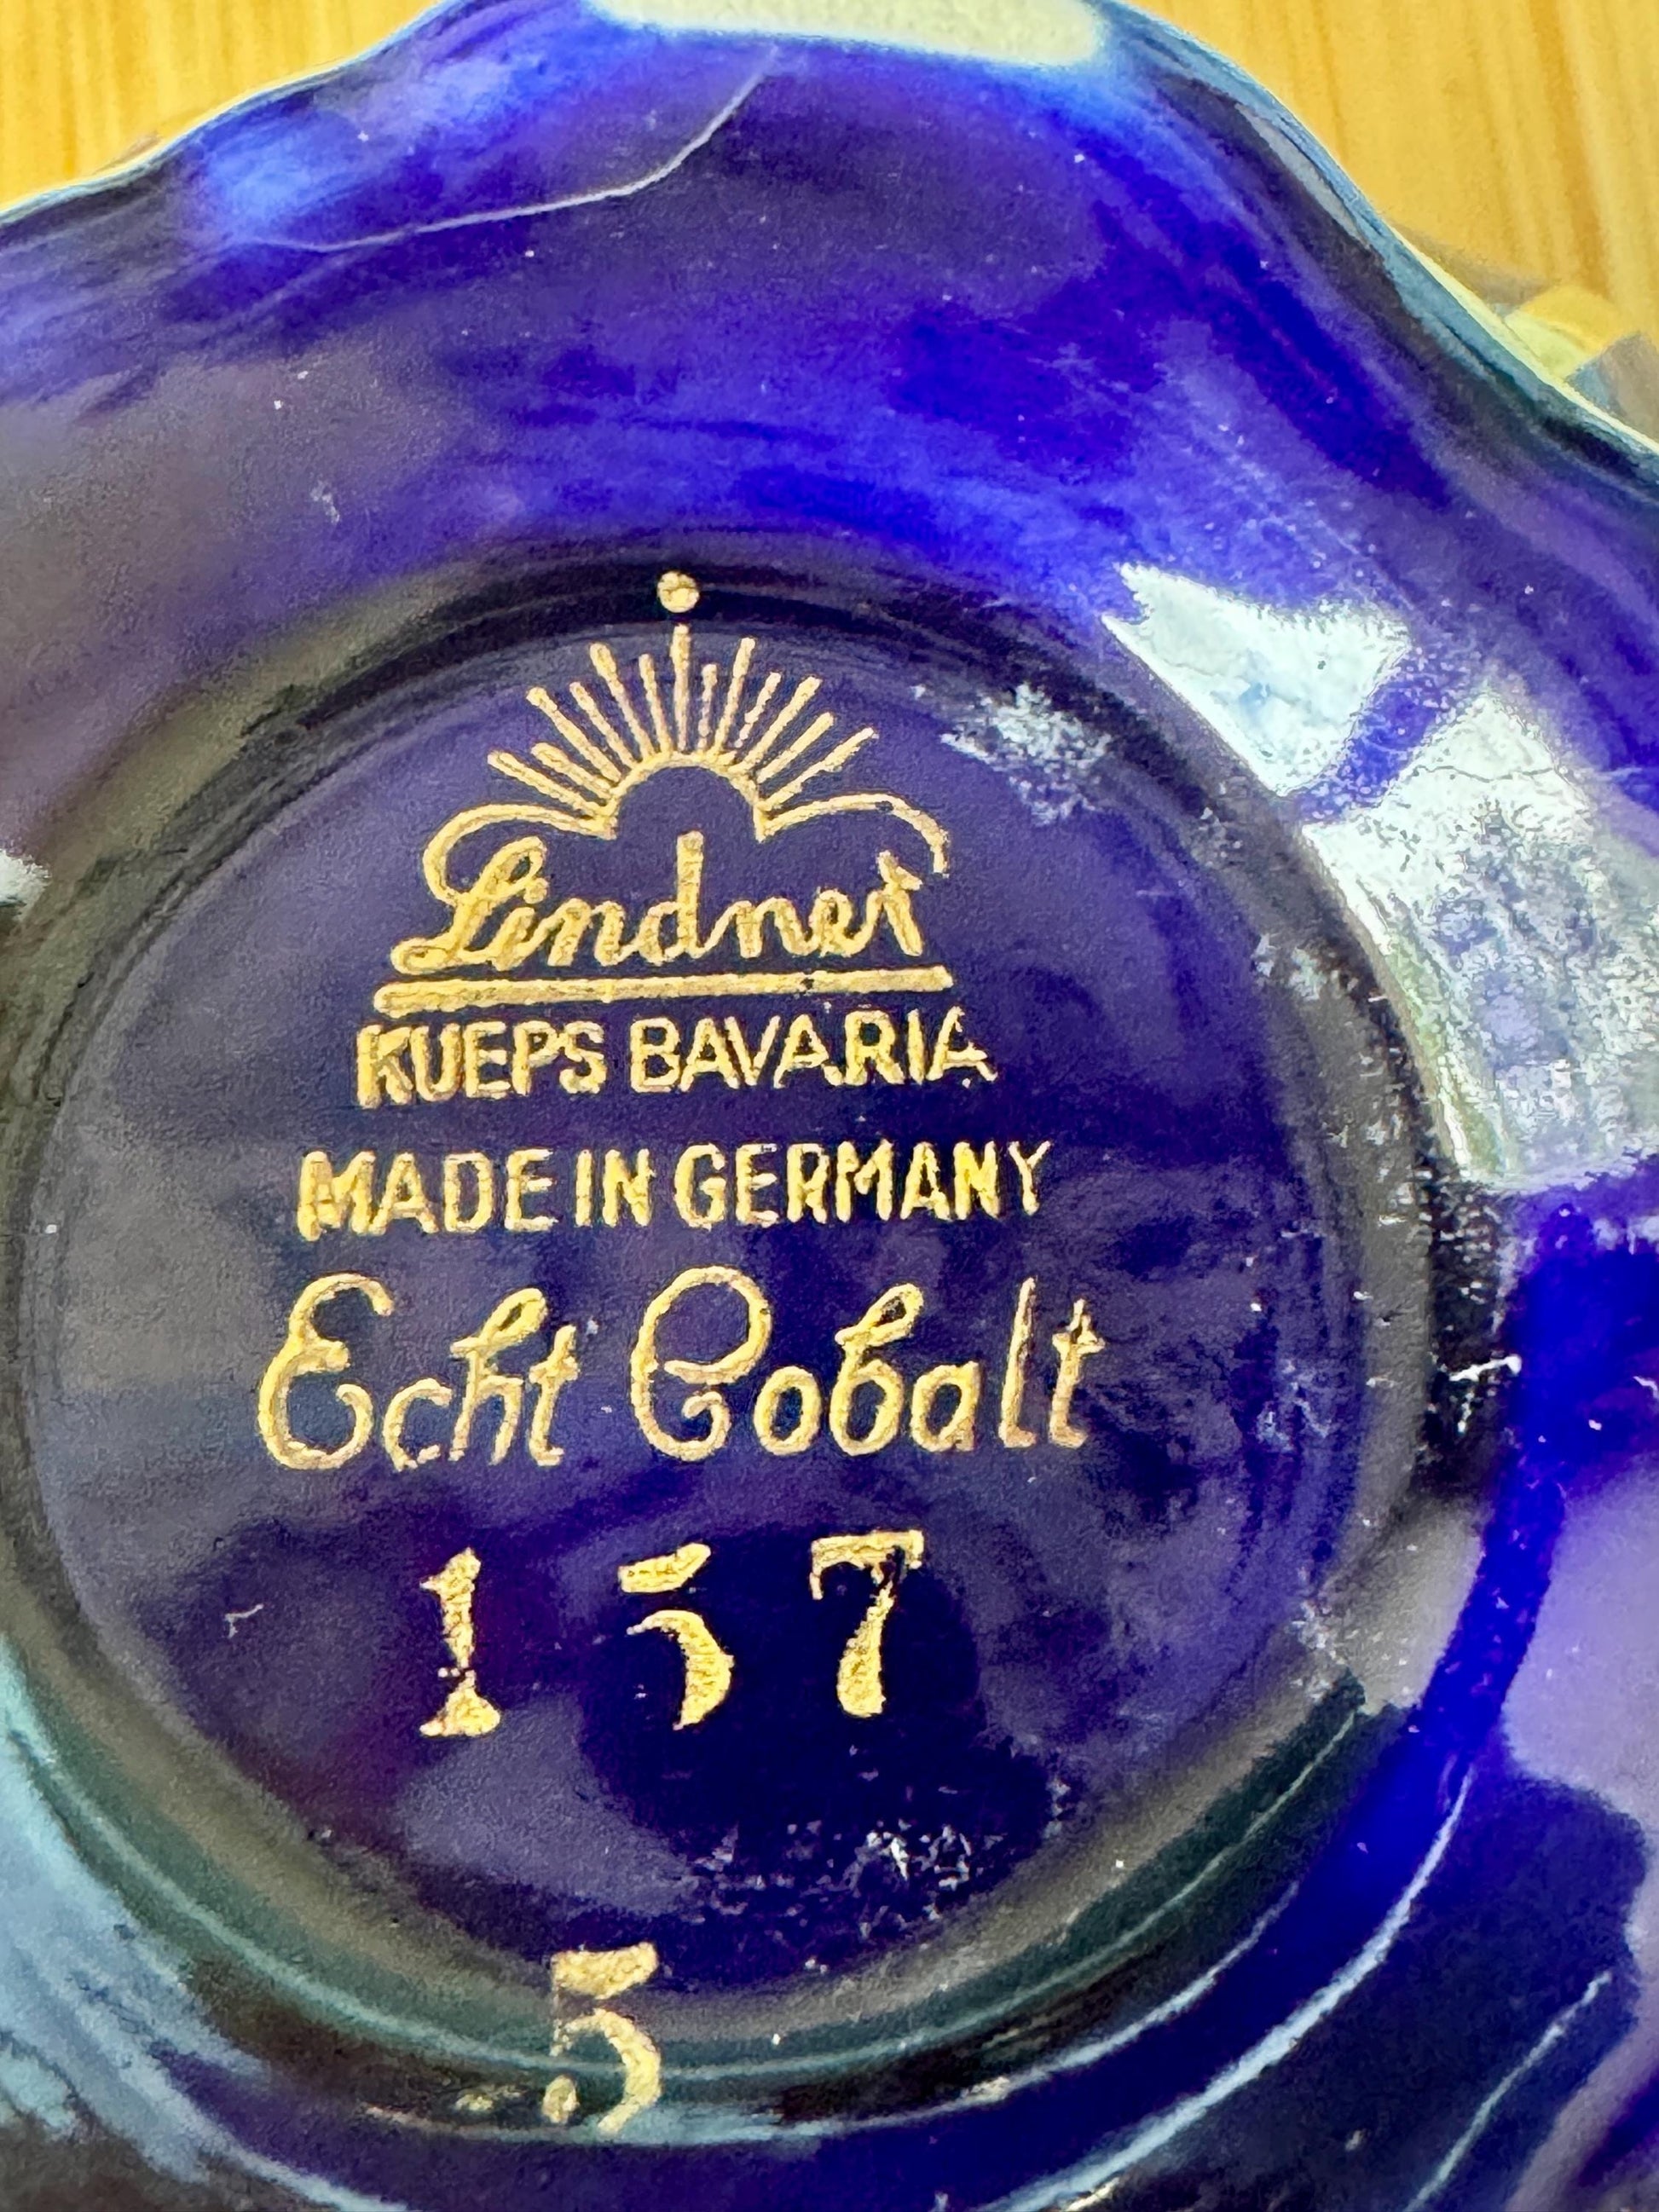 Lindner
KUEPS BAVARIA
MADE IN GERMANY
Echt Cobalt
157
5